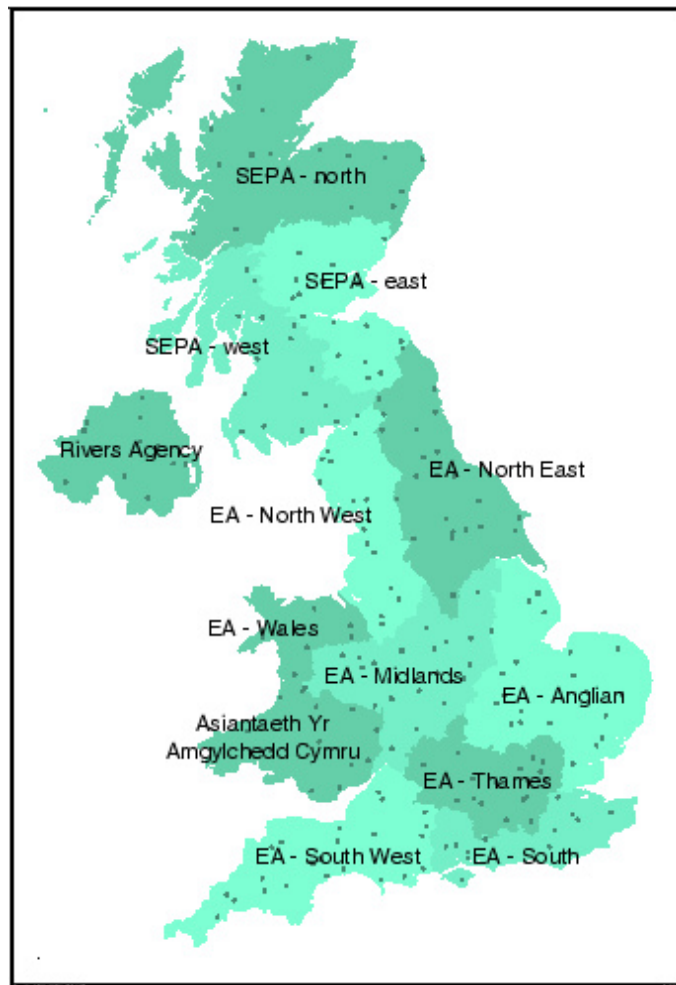 SEPA - north
SEPA - east
SEPA - west
Rivers Agency
EA - North East
EA - North West
EA - Wales
EA - Midlands
EA - Anglian
Asiantaeth Yr
Amgylchedd Cymru
EA - Thames
EA - South West
EA - South